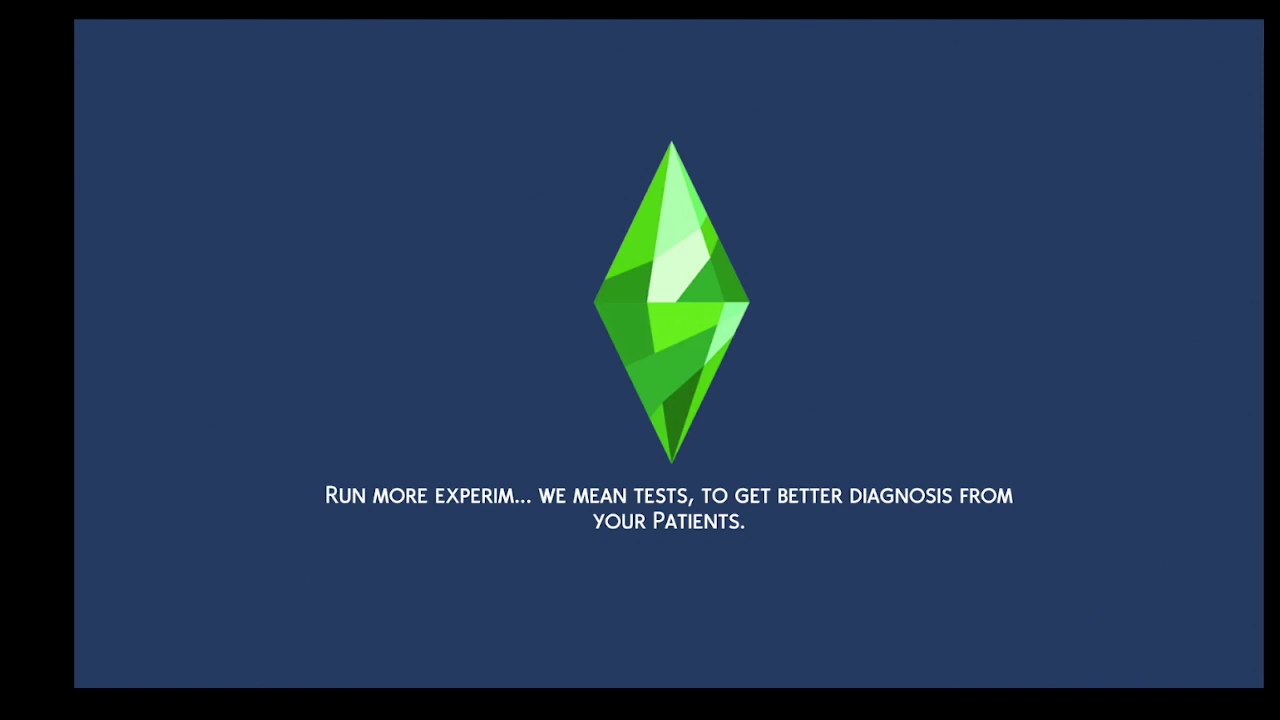 Run more experim... we mean tests, to get better diagnosis from
your Patients.